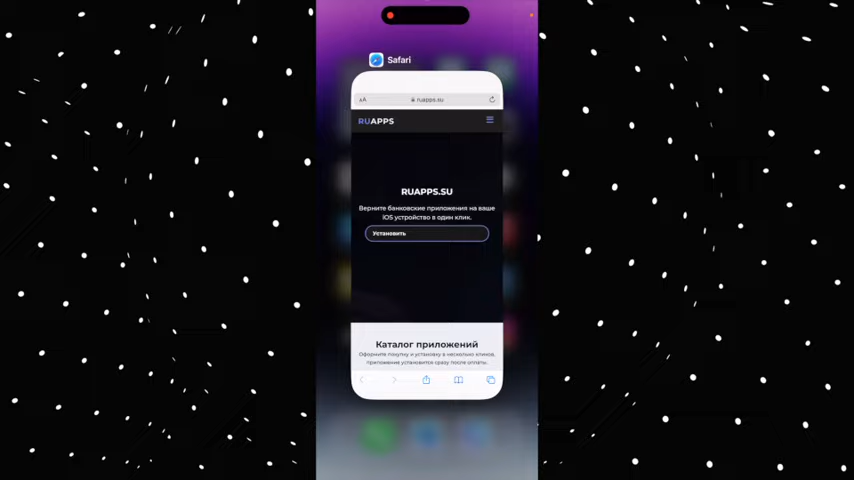 Safari
AA ruapps.su
RUAPPS
RUAPPS.SU
Верните банковские приложения на ваше
iOS устройство в один клик.
Установить
Каталог приложений
Оформите покупку и установку в несколько кликов,
приложение установится сразу после оплаты.